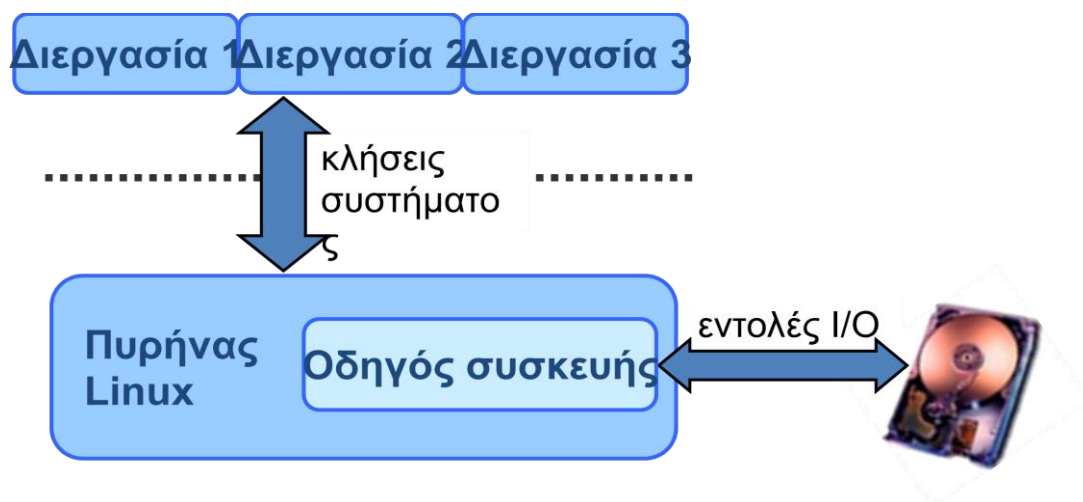 Διεργασία 1 Διεργασία 2 Διεργασία 3
κλήσεις
συστήματο
ς
εντολές I/O
Πυρήνας
Linux
Οδηγός συσκευής